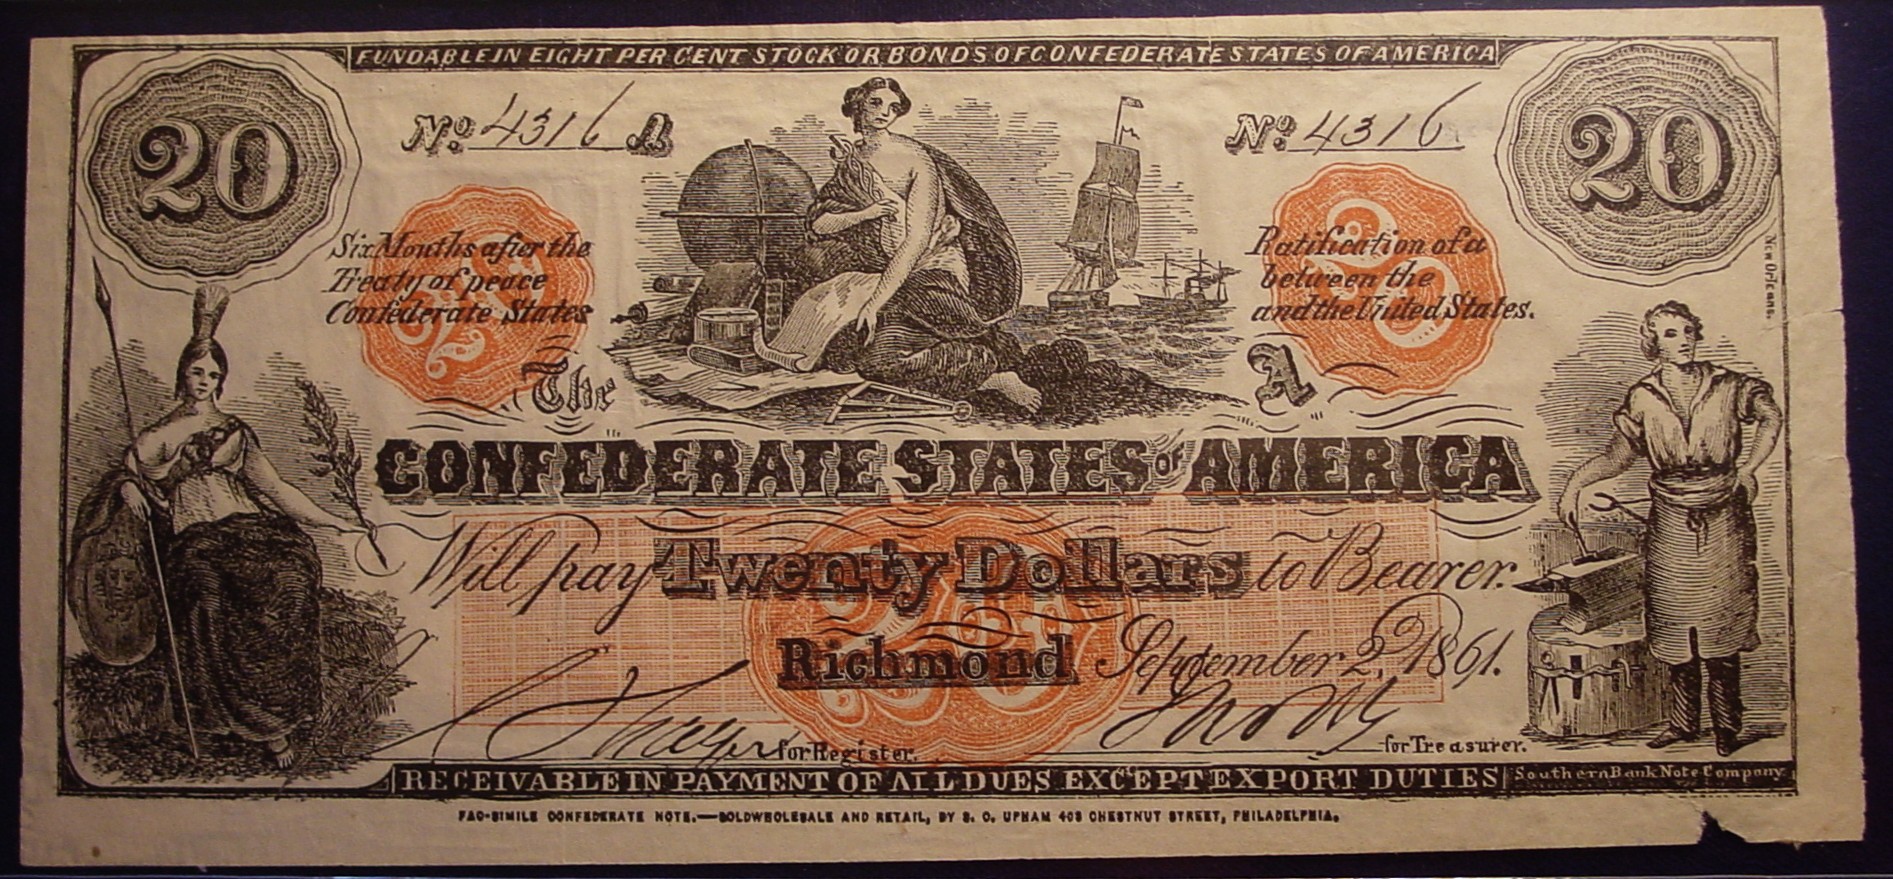 FUNDABLE IN EIGHT PER CENT STOCK OR BONDS OF CONFEDERATE STATES OF AMERICA
20
No. 4316 A
No. 4316
20
Six Months after the
Ratification of a
Treaty of peace
between the
Confederate States
and the United States.
New Orleans.
The
A
CONFEDERATE STATES OF AMERICA
Will pay Twenty Dollars to Bearer.
Richmond September 2, 1861.
for Register.
for Treasurer.
RECEIVABLE IN PAYMENT OF ALL DUES EXCEPT EXPORT DUTIES
Southern Bank Note Company
FAC-SIMILE CONFEDERATE NOTE.—SOLD WHOLESALE AND RETAIL, BY S. C. UPHAM 403 CHESTNUT STREET, PHILADELPHIA.